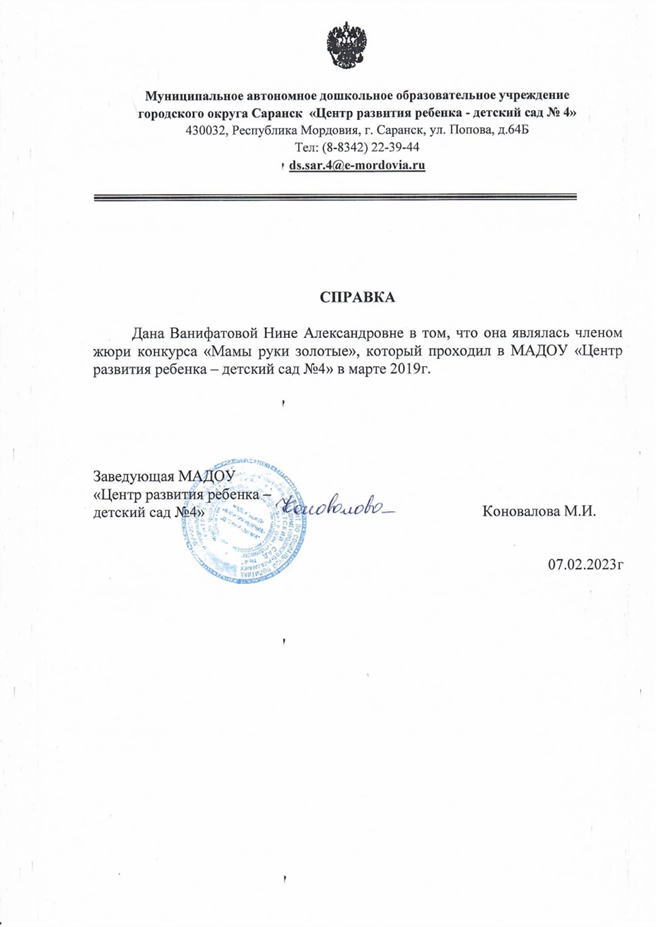 Муниципальное автономное дошкольное образовательное учреждение
городского округа Саранск «Центр развития ребенка - детский сад № 4»
430032, Республика Мордовия, г. Саранск, ул. Попова, д.64Б
Тел: (8-8342) 22-39-44
ds.sar.4@e-mordovia.ru
СПРАВКА
Дана Ванифатовой Нине Александровне в том, что она являлась членом
жюри конкурса «Мамы руки золотые», который проходил в МАДОУ «Центр
развития ребенка – детский сад №4» в марте 2019г.
Заведующая МАДОУ
«Центр развития ребенка –
детский сад №4» Коновалова М.И.
07.02.2023г